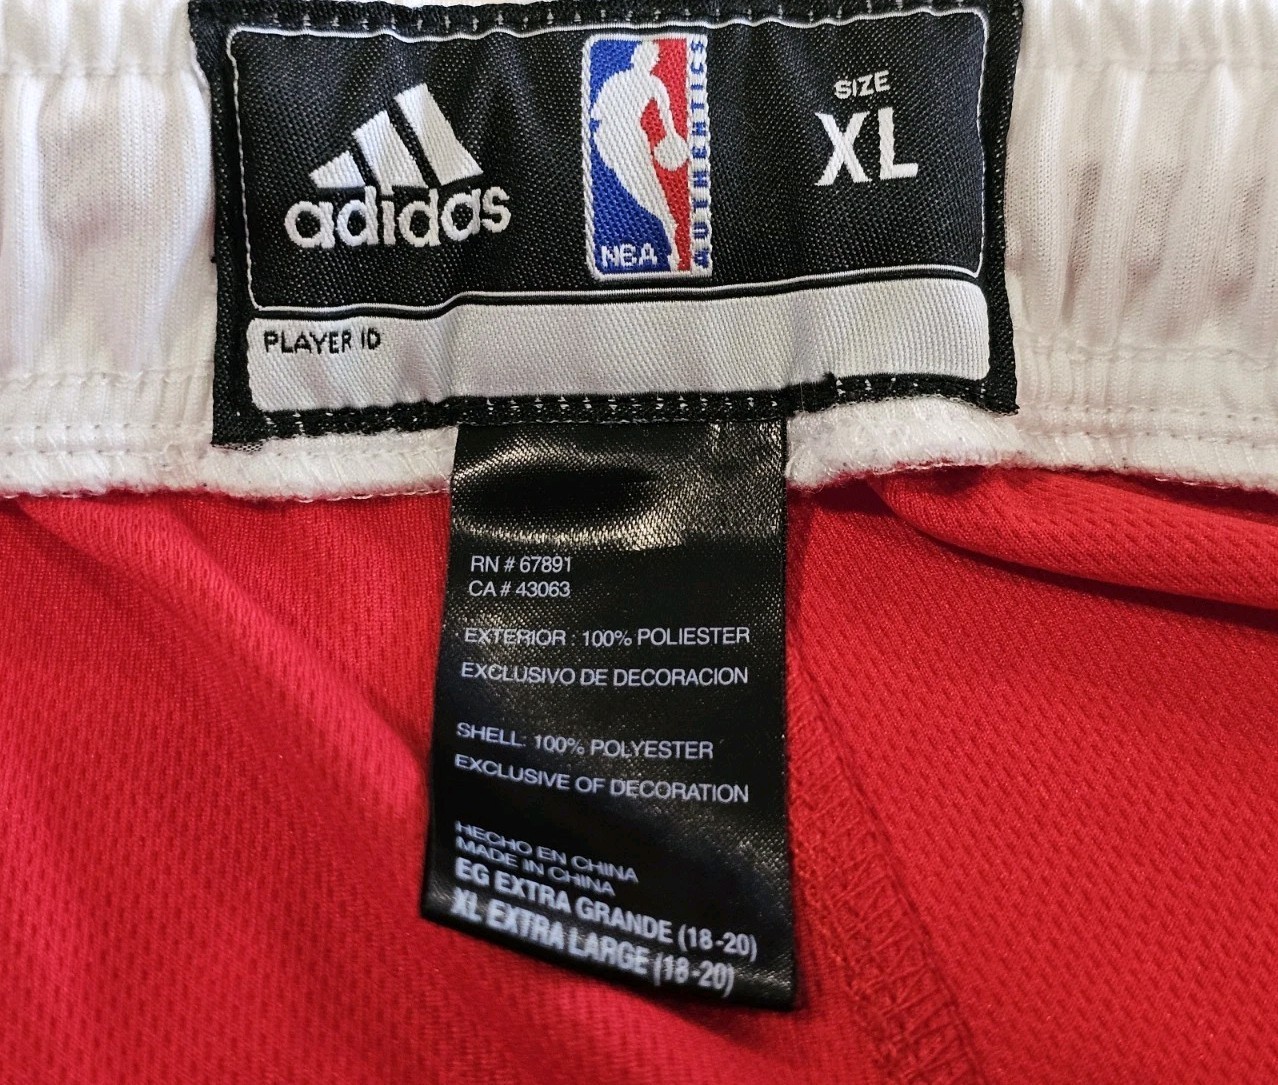 adidas
NBA
AUTHENTICS
SIZE
XL
PLAYER ID
RN # 67891
CA # 43063
EXTERIOR : 100% POLIESTER
EXCLUSIVO DE DECORACION
SHELL: 100% POLYESTER
EXCLUSIVE OF DECORATION
HECHO EN CHINA
MADE IN CHINA
EG EXTRA GRANDE (18-20)
XL EXTRA LARGE (18-20)